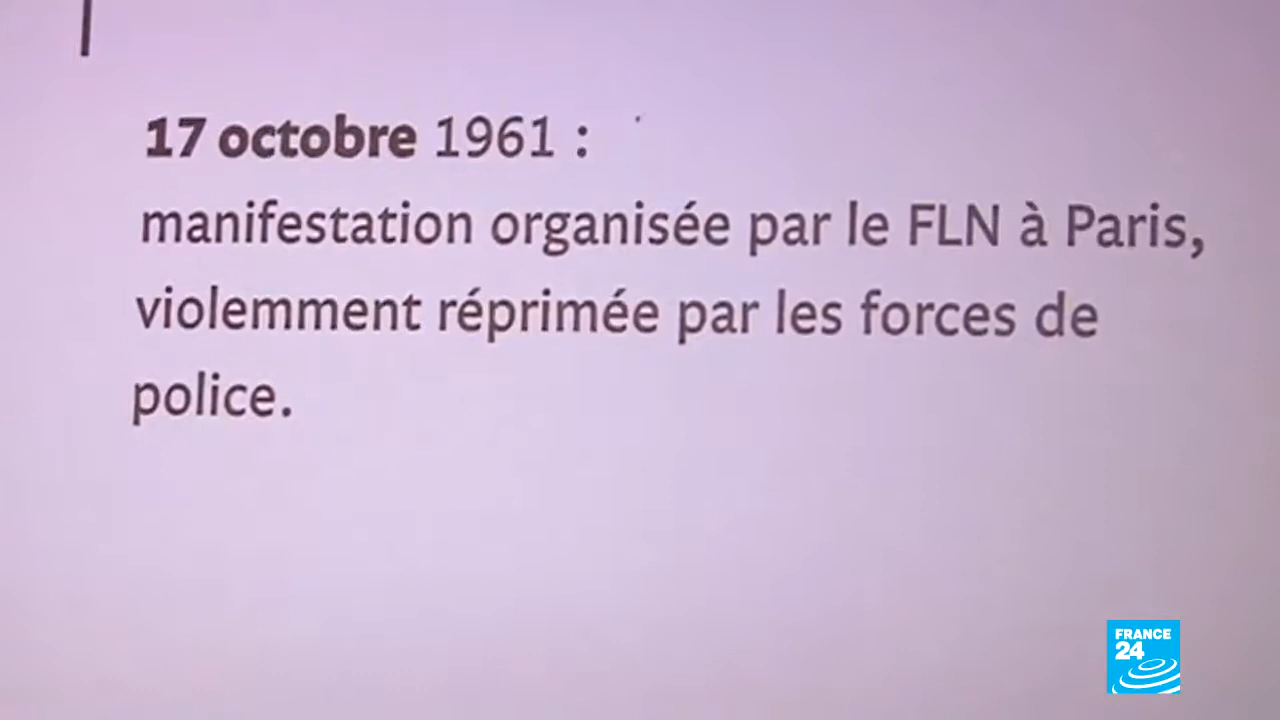 17 octobre 1961 :
manifestation organisée par le FLN à Paris,
violemment réprimée par les forces de
police.
FRANCE
24